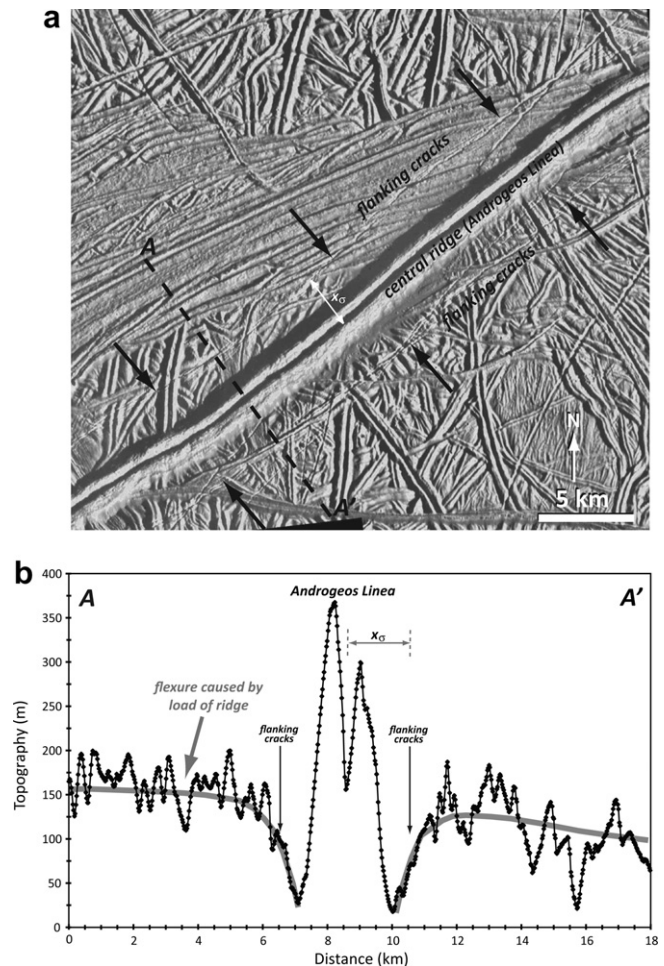 a
flanking cracks
central ridge (Androgeos Linea)
flanking cracks
A
xσ
A'
N
5 km
b
A
Androgeos Linea
A'
xσ
flexure caused by
load of ridge
flanking
cracks
flanking
cracks
Topography (m)
400
350
300
250
200
150
100
50
0
0 2 4 6 8 10 12 14 16 18
Distance (km)